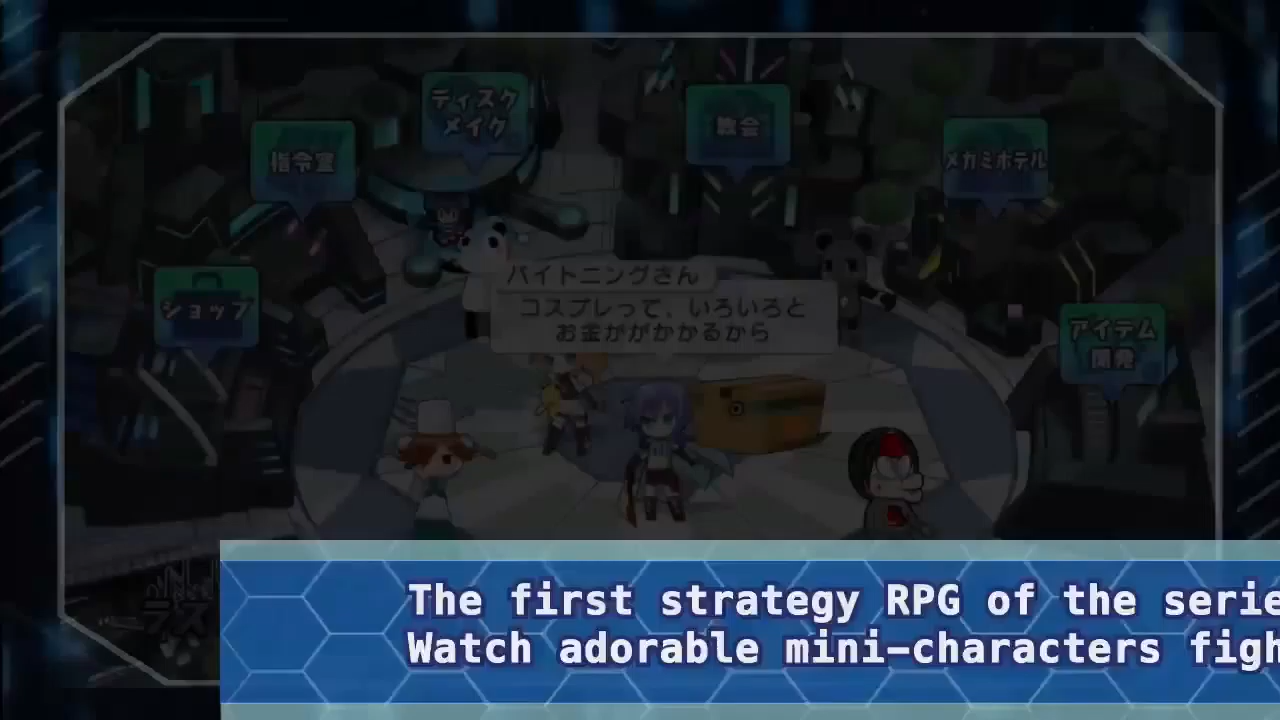 ディスク
メイク
教会
指令室
メガミホテル
バイトニングさん
コスプレって、いろいろと
お金ががかかるから
ショップ
アイテム
開発
The first strategy RPG of the serie
Watch adorable mini-characters figh